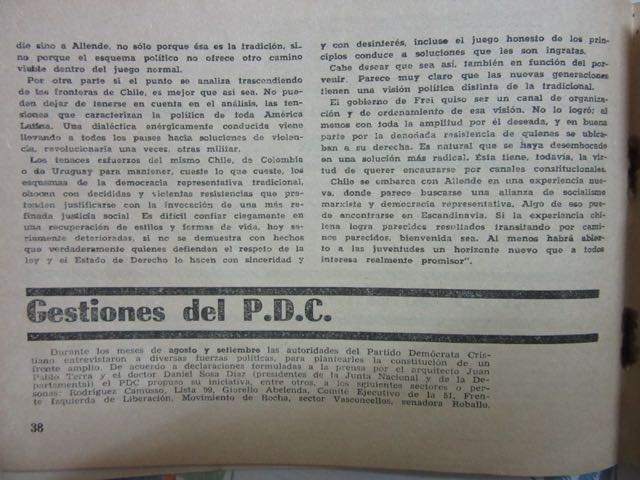 die sino a Allende, no sólo porque ésa es la tradición, si-
no porque el esquema político no ofrece otro camino
viable dentro del juego normal.
Por otra parte si el punto se analiza trascendiendo
de las fronteras de Chile, es mejor que así sea. No pue-
den dejar de tenerse en cuenta en el análisis, las ten-
siones que caracterizan la política de toda América
Latina. Una dialéctica enérgicamente conducida viene
llevando a todos los países hacia soluciones de violen-
cia, revolucionaria una veces, otras militar.
Los tenaces esfuerzos del mismo Chile, de Colombia
o de Uruguay para mantener, cueste lo que cueste, los
esquemas de la democracia representativa tradicional,
chocen con decididas y violentas resistencias que pre-
tenden justificarse con la invocación de una más re-
finada justicia social Es difícil confiar ciegamente en
una recuperación de estilos y formas de vida, hoy se-
riamente deterioradas, si no se demuestra con hechos
que verdaderamente quienes defienden el respeto de la
ley y el Estado de Derecho lo hacen con sinceridad y
y con desinterés, incluso el juego honesto de los prin-
cipios conduce a soluciones que les son ingratas.
Cabe desear que sea así, también en función del por-
venir. Parece muy claro que las nuevas generaciones
tienen una visión política distinta de la tradicional.
El gobierno de Frei quiso ser un canal de organiza-
ción y de ordenamiento de esa visión. No lo logró; al
menos con toda la amplitud por él deseada, y en buena
parte por la denodada resistencia de quienes se ubica-
ban a su derecha. Es natural que se haya desembocado
en una solución más radical. Ésta tiene, todavía, la vir-
tud de querer encauzarse por canales constitucionales.
Chile se embarca con Allende en una experiencia nue-
va, donde parece buscarse una alianza de socialismo
marxista y democracia representativa. Algo de eso pue-
de encontrarse en Escandinavia. Si la experiencia chi-
lena logra parecidos resultados transitando por cami-
nos parecidos, bienvenida sea. Al menos habrá abier-
to a las juventudes un horizonte nuevo que a todos
interesa realmente promisor".
Gestiones del P.D.C.
Durante los meses de agosto y setiembre las autoridades del Partido Demócrata Cris-
tiano entrevistaron a diversas fuerzas políticas, para plantearles la constitución de un
frente amplio. De acuerdo a declaraciones formuladas a la prensa por el arquitecto Juan
Pablo Terra y el doctor Daniel Sosa Díaz (presidentes de la Junta Nacional y de la De-
partamental) el PDC propuso su iniciativa, entre otros, a los siguientes sectores o per-
sonas: Rodríguez Camusso, Lista 99, Giorello Abelenda, Comité Ejecutivo de la 51, Fren-
te Izquierda de Liberación, Movimiento de Rocha, sector Vasconcellos, senadora Roballo,
38